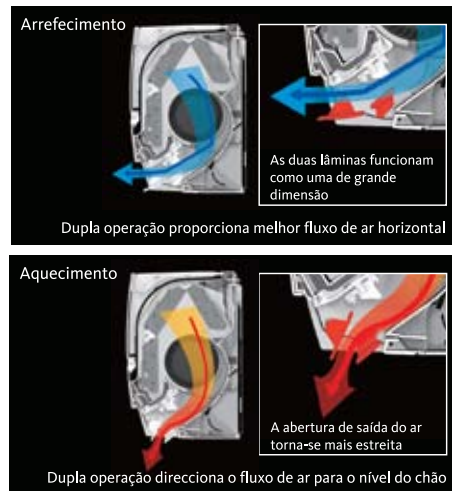 Arrefecimento
As duas lâminas funcionam
como uma de grande
dimensão
Dupla operação proporciona melhor fluxo de ar horizontal
Aquecimento
A abertura de saída do ar
torna-se mais estreita
Dupla operação direcciona o fluxo de ar para o nível do chão